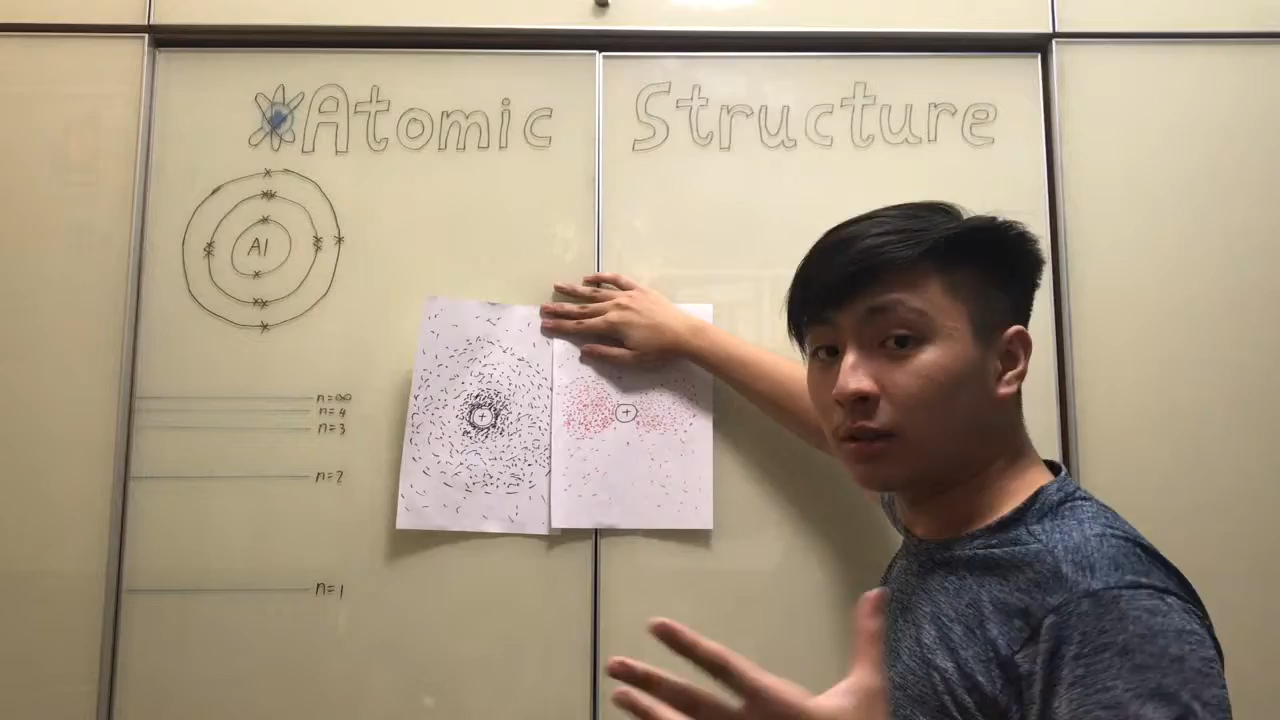 Atomic Structure
Al
n=∞
n=4
n=3
n=2
n=1
+
+